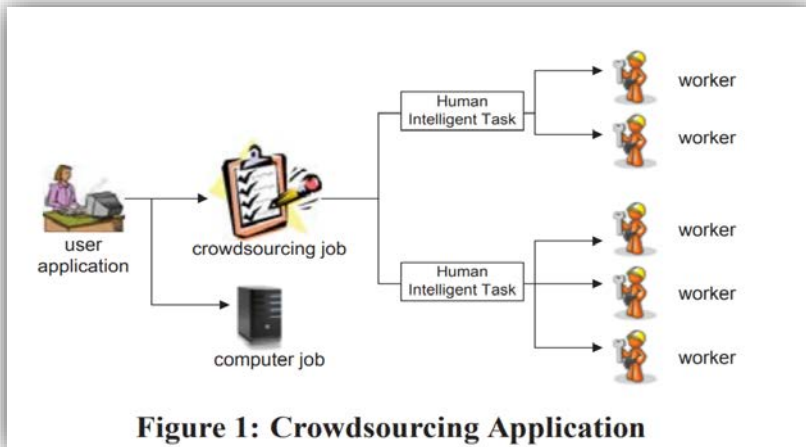 user
application
crowdsourcing job
computer job
Human
Intelligent Task
worker
worker
Human
Intelligent Task
worker
worker
worker
Figure 1: Crowdsourcing Application